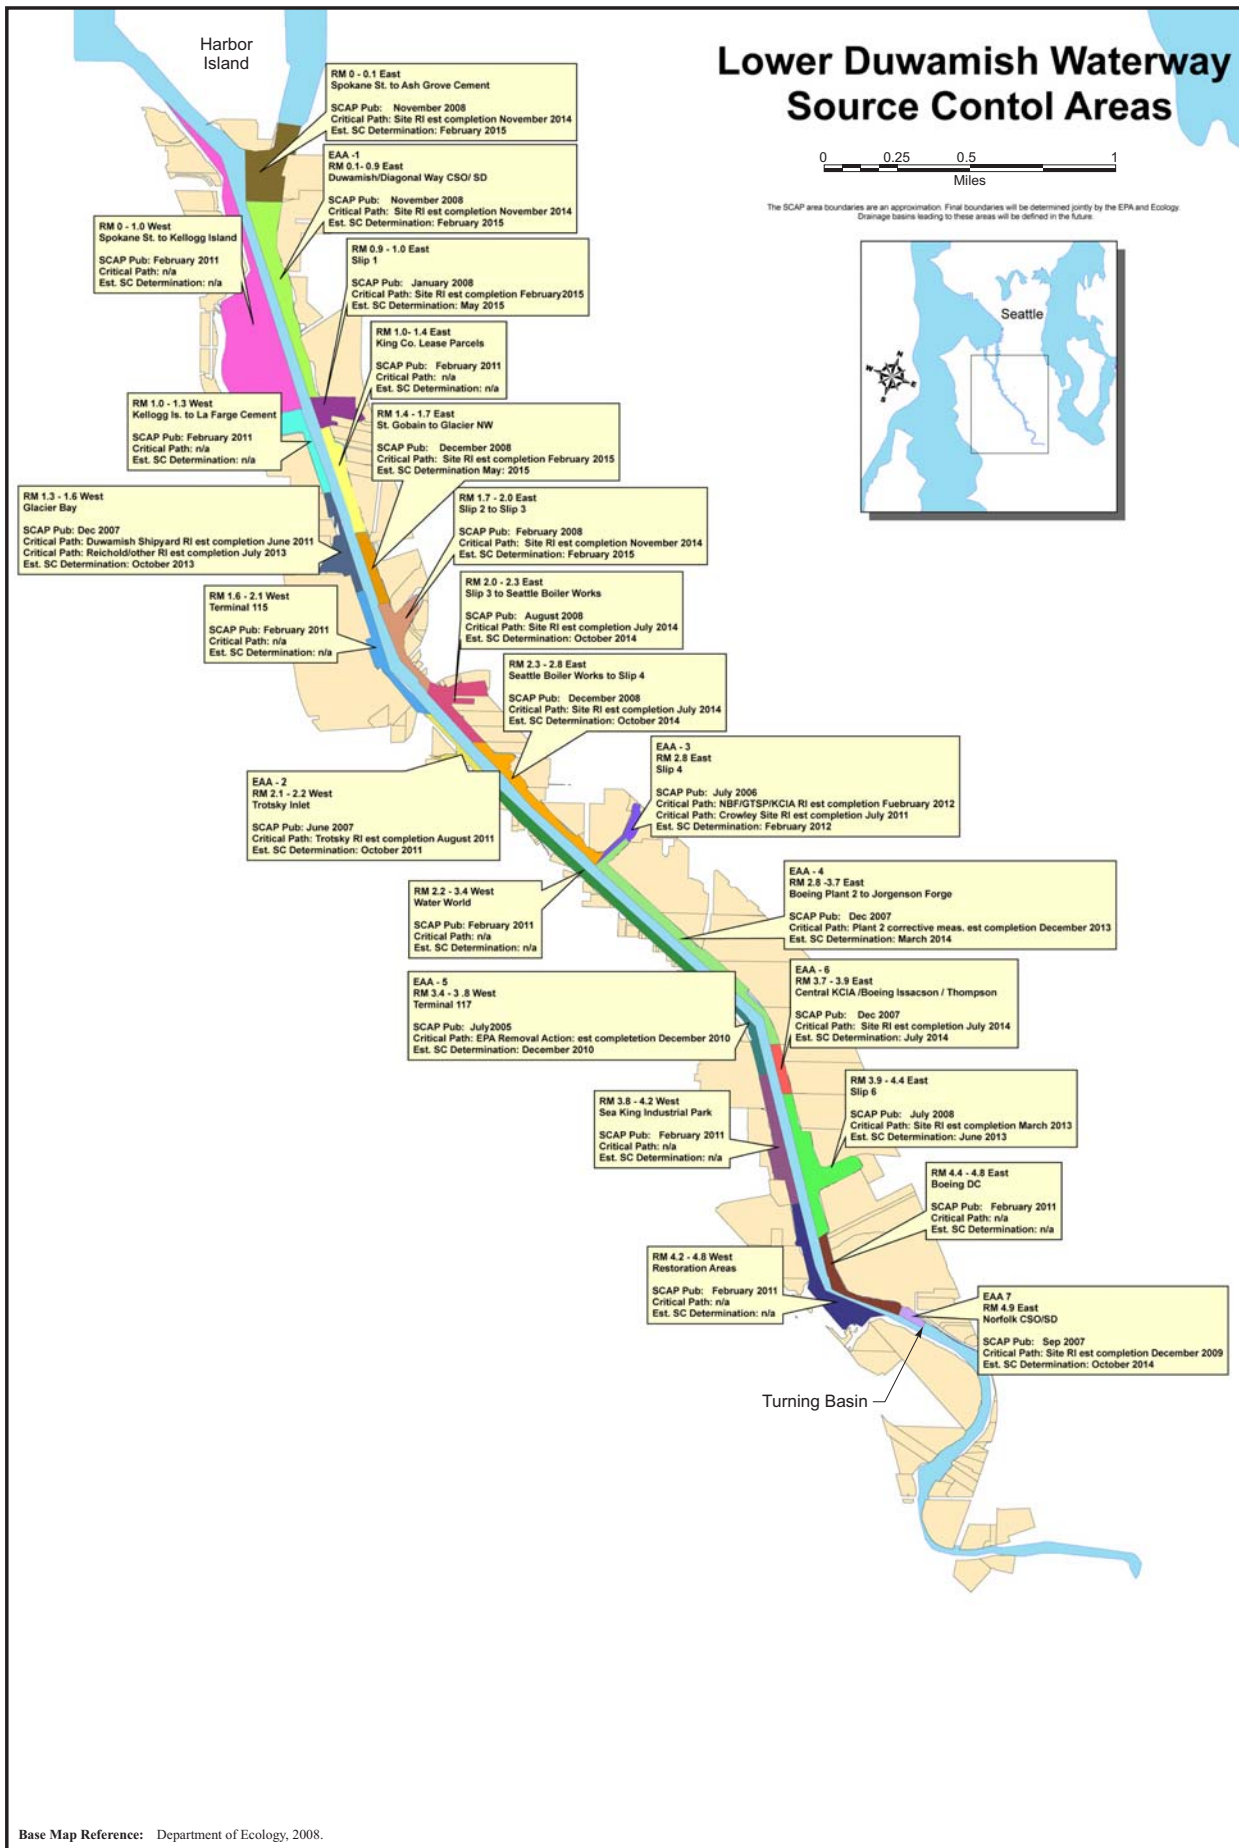 Harbor
Island
Lower Duwamish Waterway
Source Contol Areas
0 0.25 0.5 1
Miles
The SCAP area boundaries are an approximation. Final boundaries will be determined jointly by the EPA and Ecology.
Drainage basins leading to these areas will be defined in the future.
Seattle
N
E
S
W
RM 0 - 0.1 East
Spokane St. to Ash Grove Cement
SCAP Pub: November 2008
Critical Path: Site RI est completion November 2014
Est. SC Determination: February 2015
EAA -1
RM 0.1- 0.9 East
Duwamish/Diagonal Way CSO/ SD
SCAP Pub: November 2008
Critical Path: Site RI est completion November 2014
Est. SC Determination: February 2015
RM 0 - 1.0 West
Spokane St. to Kellogg Island
SCAP Pub: February 2011
Critical Path: n/a
Est. SC Determination: n/a
RM 0.9 - 1.0 East
Slip 1
SCAP Pub: January 2008
Critical Path: Site RI est completion February2015
Est. SC Determination: May 2015
RM 1.0- 1.4 East
King Co. Lease Parcels
SCAP Pub: February 2011
Critical Path: n/a
Est. SC Determination: n/a
RM 1.0 - 1.3 West
Kellogg Is. to La Farge Cement
SCAP Pub: February 2011
Critical Path: n/a
Est. SC Determination: n/a
RM 1.4 - 1.7 East
St. Gobain to Glacier NW
SCAP Pub: December 2008
Critical Path: Site RI est completion February 2015
Est. SC Determination May: 2015
RM 1.3 - 1.6 West
Glacier Bay
SCAP Pub: Dec 2007
Critical Path: Duwamish Shipyard RI est completion June 2011
Critical Path: Reichold/other RI est completion July 2013
Est. SC Determination: October 2013
RM 1.7 - 2.0 East
Slip 2 to Slip 3
SCAP Pub: February 2008
Critical Path: Site RI est completion November 2014
Est. SC Determination: February 2015
RM 1.6 - 2.1 West
Terminal 115
SCAP Pub: February 2011
Critical Path: n/a
Est. SC Determination: n/a
RM 2.0 - 2.3 East
Slip 3 to Seattle Boiler Works
SCAP Pub: August 2008
Critical Path: Site RI est completion July 2014
Est. SC Determination: October 2014
RM 2.3 - 2.8 East
Seattle Boiler Works to Slip 4
SCAP Pub: December 2008
Critical Path: Site RI est completion July 2014
Est. SC Determination: October 2014
EAA - 3
RM 2.8 East
Slip 4
SCAP Pub: July 2006
Critical Path: NBF/GTSP/KCIA RI est completion Fuebruary 2012
Critical Path: Crowley Site RI est completion July 2011
Est. SC Determination: February 2012
EAA - 2
RM 2.1 - 2.2 West
Trotsky Inlet
SCAP Pub: June 2007
Critical Path: Trotsky RI est completion August 2011
Est. SC Determination: October 2011
RM 2.2 - 3.4 West
Water World
SCAP Pub: February 2011
Critical Path: n/a
Est. SC Determination: n/a
EAA - 4
RM 2.8 -3.7 East
Boeing Plant 2 to Jorgenson Forge
SCAP Pub: Dec 2007
Critical Path: Plant 2 corrective meas. est completion December 2013
Est. SC Determination: March 2014
EAA - 5
RM 3.4 - 3 .8 West
Terminal 117
SCAP Pub: July2005
Critical Path: EPA Removal Action: est completetion December 2010
Est. SC Determination: December 2010
EAA - 6
RM 3.7 - 3.9 East
Central KCIA /Boeing Issacson / Thompson
SCAP Pub: Dec 2007
Critical Path: Site RI est completion July 2014
Est. SC Determination: July 2014
RM 3.9 - 4.4 East
Slip 6
SCAP Pub: July 2008
Critical Path: Site RI est completion March 2013
Est. SC Determination: June 2013
RM 3.8 - 4.2 West
Sea King Industrial Park
SCAP Pub: February 2011
Critical Path: n/a
Est. SC Determination: n/a
RM 4.4 - 4.8 East
Boeing DC
SCAP Pub: February 2011
Critical Path: n/a
Est. SC Determination: n/a
RM 4.2 - 4.8 West
Restoration Areas
SCAP Pub: February 2011
Critical Path: n/a
Est. SC Determination: n/a
EAA 7
RM 4.9 East
Norfolk CSO/SD
SCAP Pub: Sep 2007
Critical Path: Site RI est completion December 2009
Est. SC Determination: October 2014
Turning Basin
Base Map Reference: Department of Ecology, 2008.